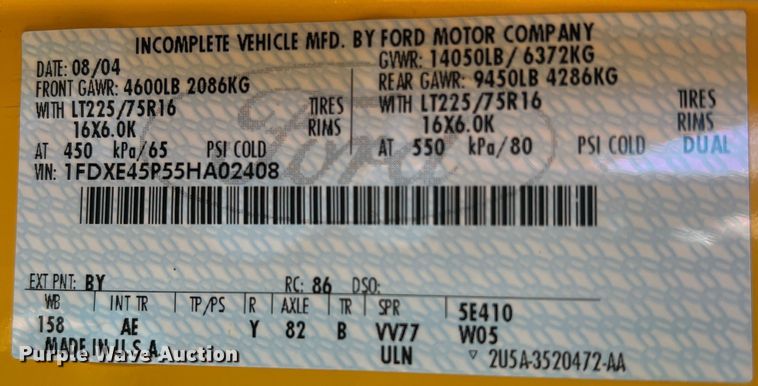 INCOMPLETE VEHICLE MFD. BY FORD MOTOR COMPANY
DATE: 08/04 GVWR: 14050LB/ 6372KG
FRONT GAWR: 4600LB 2086KG REAR GAWR: 9450LB 4286KG
WITH LT225/75R16 TIRES WITH LT225/75R16 TIRES
16X6.0K RIMS 16X6.0K RIMS
AT 450 kPa/65 PSI COLD AT 550 kPa/80 PSI COLD DUAL
VIN: 1FDXE45P55HA02408
Ford
EXT PNT: BY RC: 86 DSO:
WB INT TR TP/PS R AXLE TR SPR 5E410
158 AE Y 82 B VV77 W05
MADE IN U.S.A. ULN ▽ 2U5A-3520472-AA
Purple Wave Auction